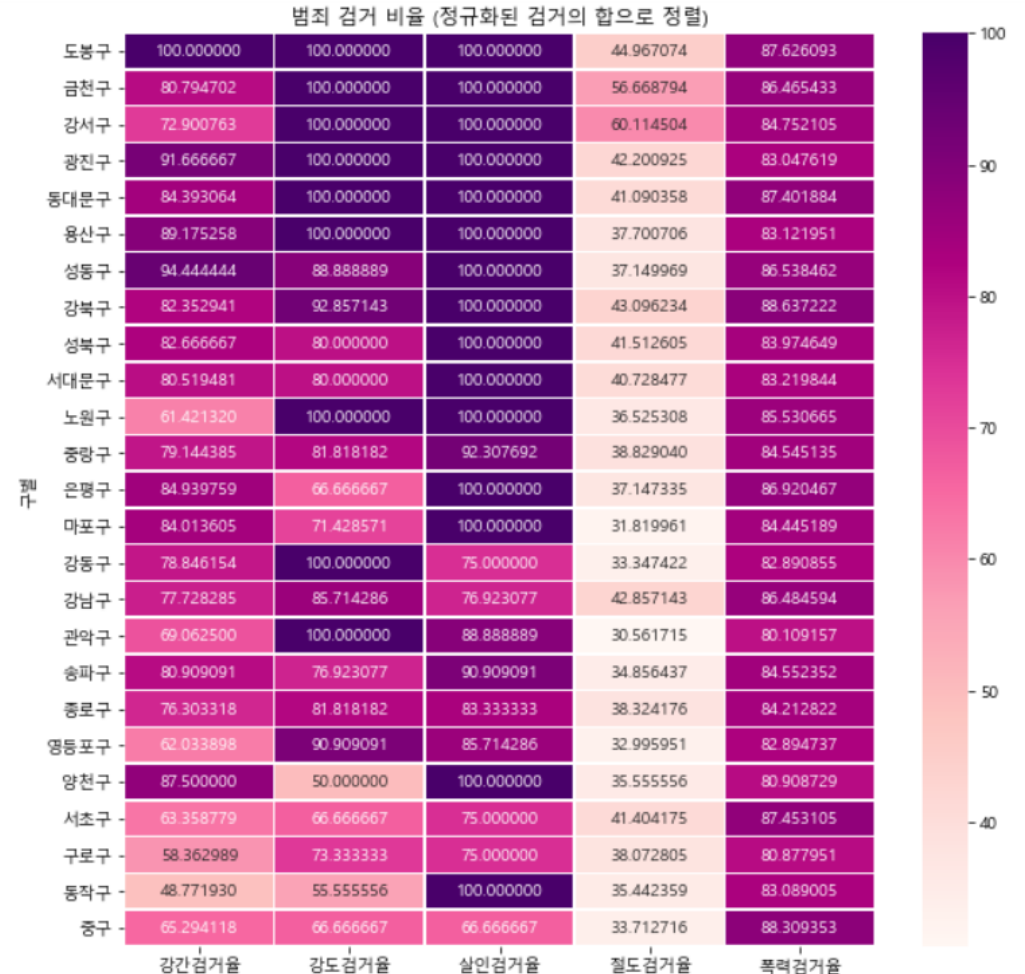 범죄 검거 비율 (정규화된 검거의 합으로 정렬)
도봉구 100.000000 100.000000 100.000000 44.967074 87.626093
금천구 80.794702 100.000000 100.000000 56.668794 86.465433
강서구 72.900763 100.000000 100.000000 60.114504 84.752105
광진구 91.666667 100.000000 100.000000 42.200925 83.047619
동대문구 84.393064 100.000000 100.000000 41.090358 87.401884
용산구 89.175258 100.000000 100.000000 37.700706 83.121951
성동구 94.444444 88.888889 100.000000 37.149969 86.538462
강북구 82.352941 92.857143 100.000000 43.096234 88.637222
성북구 82.666667 80.000000 100.000000 41.512605 83.974649
서대문구 80.519481 80.000000 100.000000 40.728477 83.219844
노원구 61.421320 100.000000 100.000000 36.525308 85.530665
중랑구 79.144385 81.818182 92.307692 38.829040 84.545135
은평구 84.939759 66.666667 100.000000 37.147335 86.920467
마포구 84.013605 71.428571 100.000000 31.819961 84.445189
강동구 78.846154 100.000000 75.000000 33.347422 82.890855
강남구 77.728285 85.714286 76.923077 42.857143 86.484594
관악구 69.062500 100.000000 88.888889 30.561715 80.109157
송파구 80.909091 76.923077 90.909091 34.856437 84.552352
종로구 76.303318 81.818182 83.333333 38.324176 84.212822
영등포구 62.033898 90.909091 85.714286 32.995951 82.894737
양천구 87.500000 50.000000 100.000000 35.555556 80.908729
서초구 63.358779 66.666667 75.000000 41.404175 87.453105
구로구 58.362989 73.333333 75.000000 38.072805 80.877951
동작구 48.771930 55.555556 100.000000 35.442359 83.089005
중구 65.294118 66.666667 66.666667 33.712716 88.309353
강간검거율 강도검거율 살인검거율 절도검거율 폭력검거율
구별
100
90
80
70
60
50
40